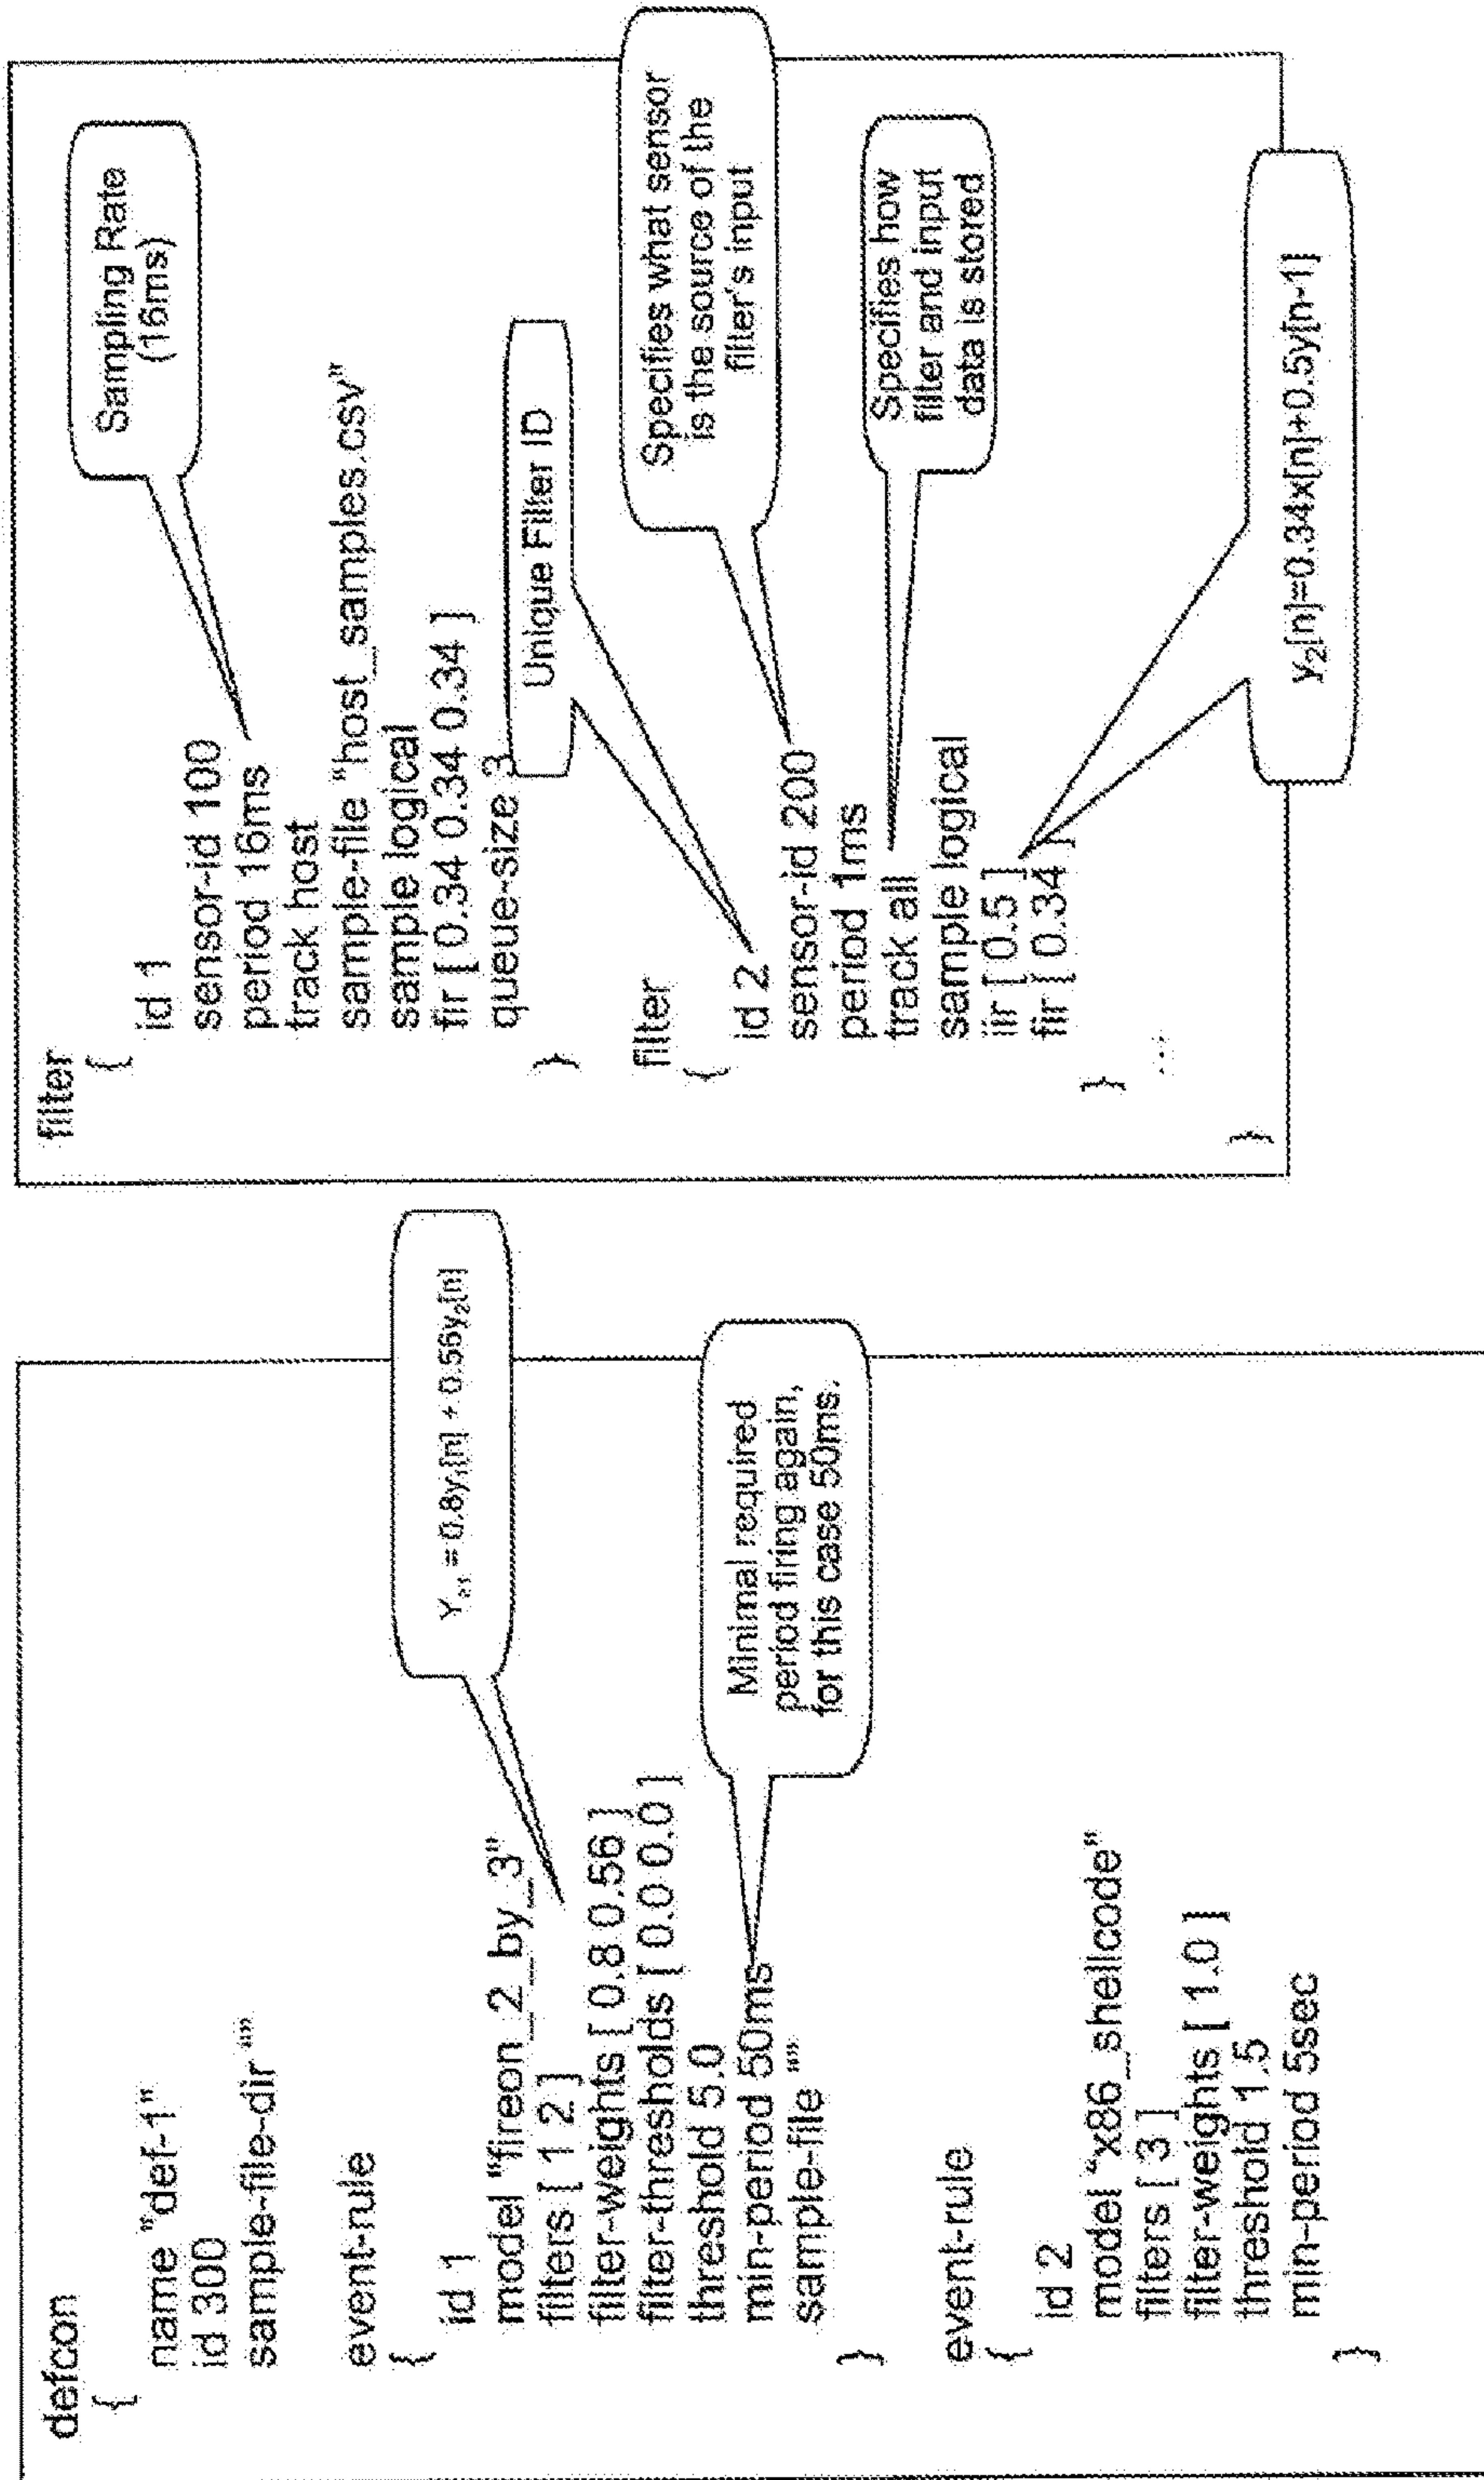 defcon
{
name "def-1"
id 300
sample-file-dir ""
event-rule
{
id 1
model "fireon_2_by_3"
filters [ 1 2 ]
filter-weights [ 0.8 0.56 ]
filter-thresholds [ 0.0 0.0 ]
threshold 5.0
min-period 50ms
sample-file ""
}
event-rule
{
id 2
model "x86_shellcode"
filters [ 3 ]
filter-weights [ 1.0 ]
threshold 1.5
min-period 5sec
}
= 0.8y₁[n] + 0.56y₂[n]
Minimal required
period firing again,
for this case 50ms.
filter
{
id 1
sensor-id 100
period 16ms
track host
sample-file "host_samples.csv"
sample logical
fir [ 0.34 0.34 0.34 ]
queue-size 3
}
filter
{
id 2
sensor-id 200
period 1ms
track all
sample logical
iir [ 0.5 ]
fir [ 0.34 ]
}
...
}
Sampling Rate
(16ms)
Unique Filter ID
Specifies what sensor
is the source of the
filter's input
Specifies how
filter and input
data is stored
y₂[n]=0.34x[n]+0.5y[n-1]